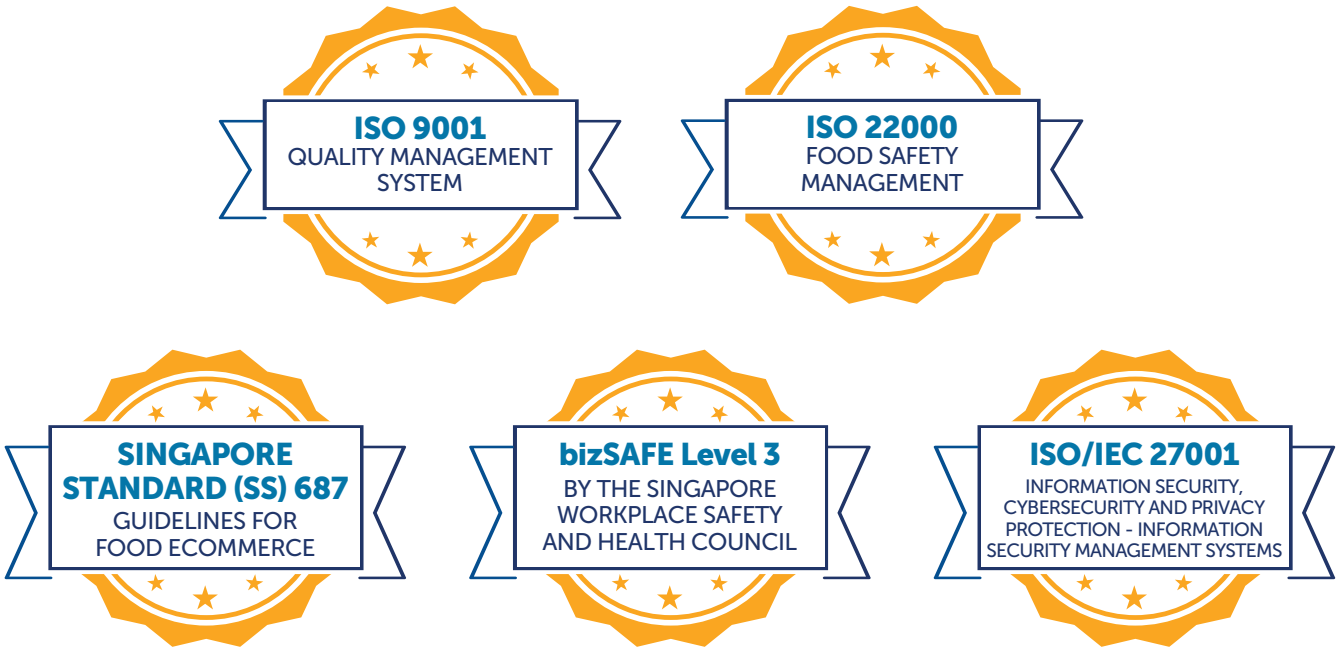 ISO 9001
QUALITY MANAGEMENT
SYSTEM
ISO 22000
FOOD SAFETY
MANAGEMENT
SINGAPORE
STANDARD (SS) 687
GUIDELINES FOR
FOOD ECOMMERCE
bizSAFE Level 3
BY THE SINGAPORE
WORKPLACE SAFETY
AND HEALTH COUNCIL
ISO/IEC 27001
INFORMATION SECURITY,
CYBERSECURITY AND PRIVACY
PROTECTION - INFORMATION
SECURITY MANAGEMENT SYSTEMS